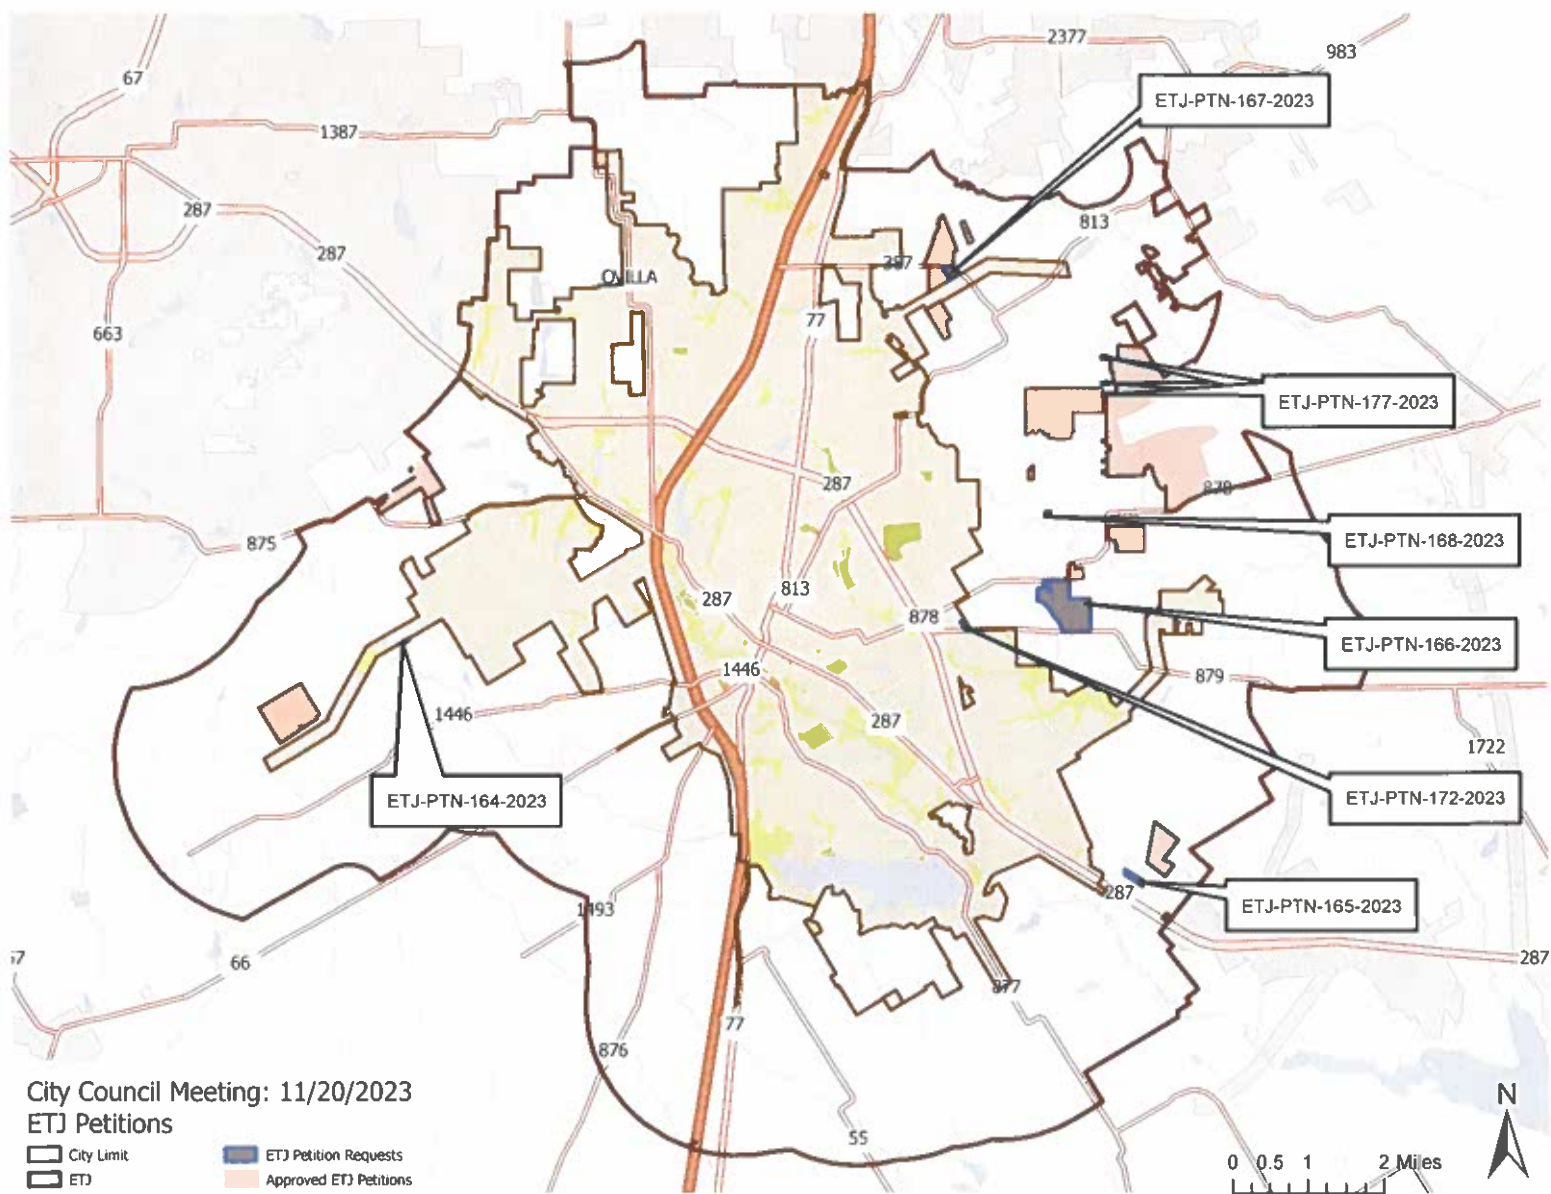 2377
983
67
ETJ-PTN-167-2023
1387
287
813
287
OVILLA
287
663
77
ETJ-PTN-177-2023
287
878
875
ETJ-PTN-168-2023
287
813
878
ETJ-PTN-166-2023
1446
879
1446
287
1722
ETJ-PTN-164-2023
ETJ-PTN-172-2023
287
1493
ETJ-PTN-165-2023
66
287
877
77
876
55
City Council Meeting: 11/20/2023
ETJ Petitions
City Limit
ETJ Petition Requests
ETJ
Approved ETJ Petitions
N
0 0.5 1 2 Miles